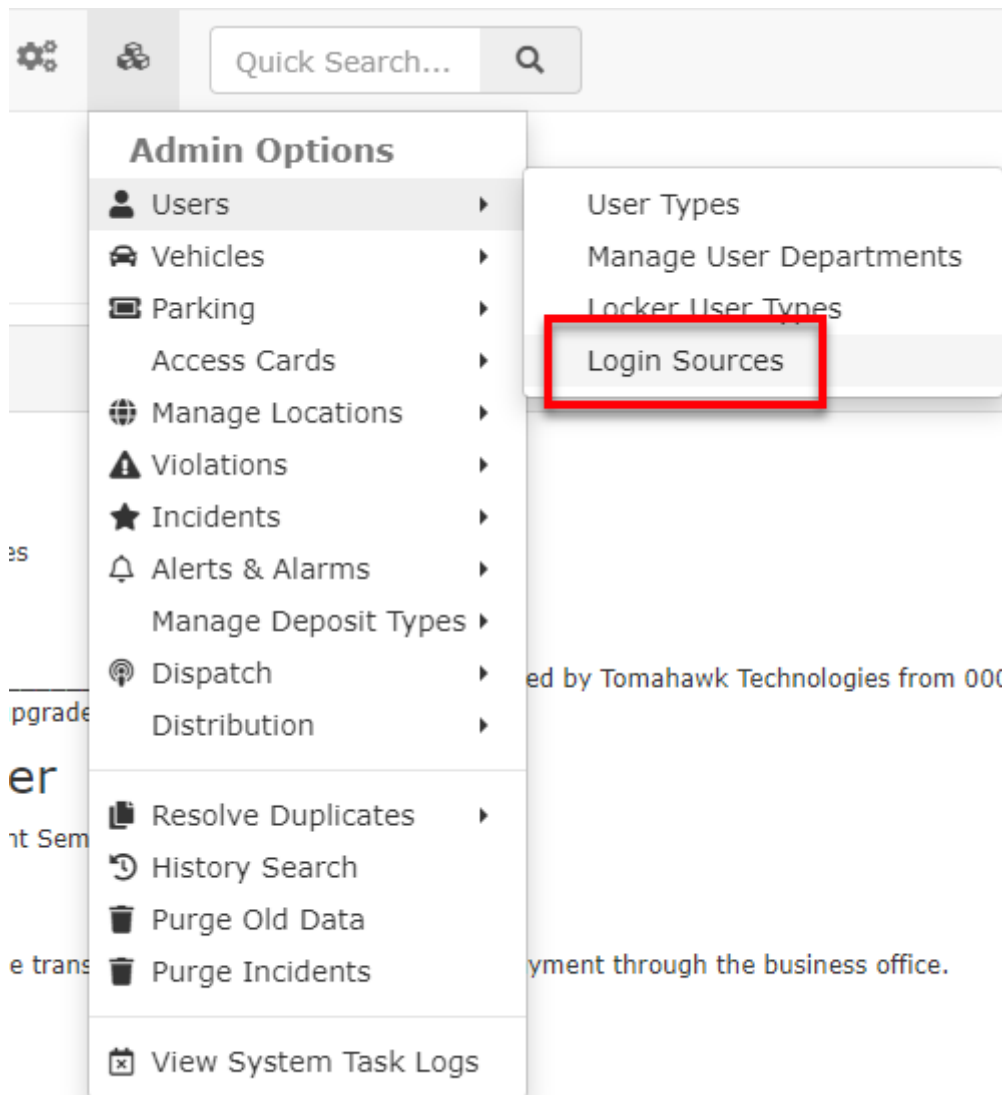 Quick Search...
Admin Options
Users
User Types
Vehicles
Manage User Departments
Parking
Locker User Types
Access Cards
Login Sources
Manage Locations
Violations
Incidents
es
Alerts & Alarms
Manage Deposit Types
Dispatch
ed by Tomahawk Technologies from 000
pgrade
Distribution
er
Resolve Duplicates
nt Sem
History Search
Purge Old Data
e trans
Purge Incidents
yment through the business office.
View System Task Logs